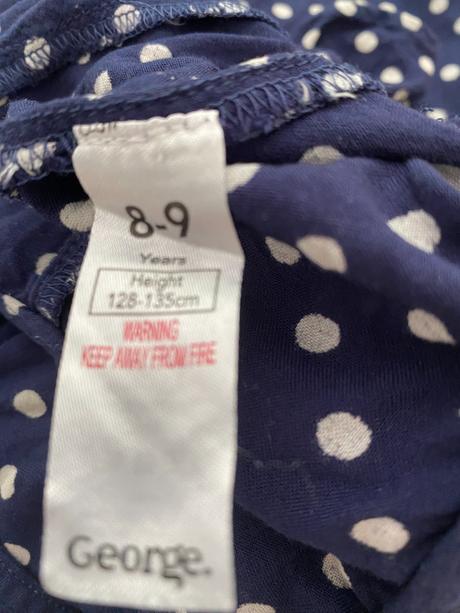 8-9
Years
Height
128-135cm
WARNING
KEEP AWAY FROM FIRE
George.